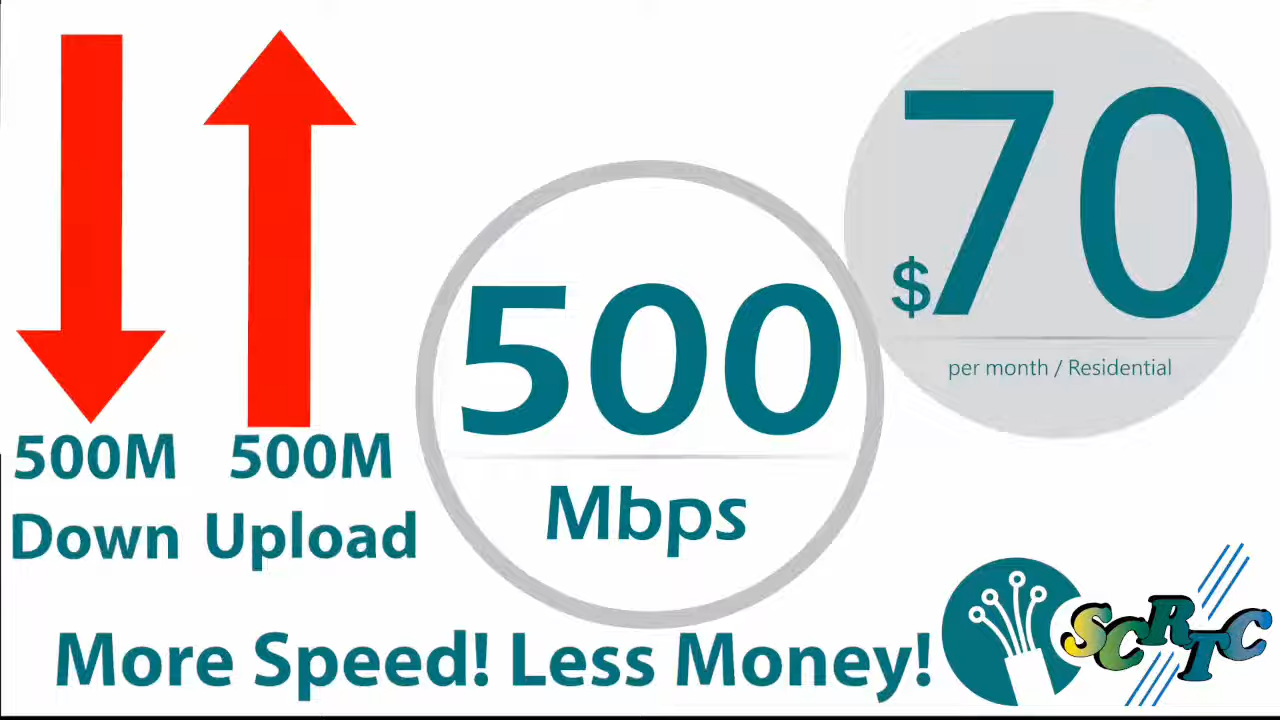 $70
per month / Residential
500
Mbps
500M 500M
Down Upload
More Speed! Less Money!
SCRTC